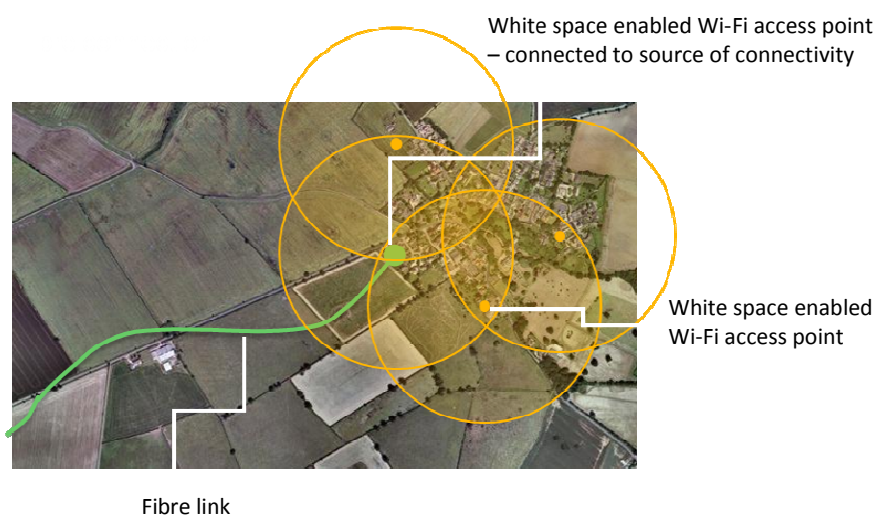 White space enabled Wi-Fi access point
– connected to source of connectivity
White space enabled
Wi-Fi access point
Fibre link